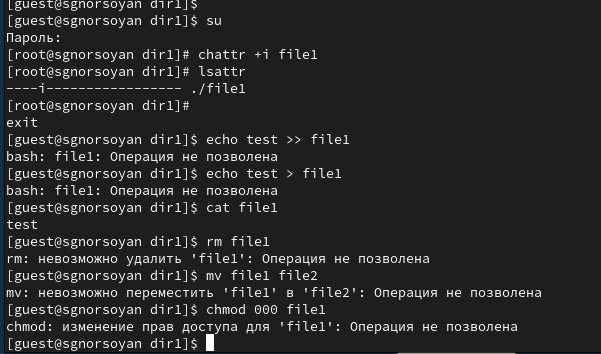 [guest@sgnorsoyan dir1]$
[guest@sgnorsoyan dir1]$ su
Пароль:
[root@sgnorsoyan dir1]# chattr +i file1
[root@sgnorsoyan dir1]# lsattr
----i----------------- ./file1
[root@sgnorsoyan dir1]#
exit
[guest@sgnorsoyan dir1]$ echo test >> file1
bash: file1: Операция не позволена
[guest@sgnorsoyan dir1]$ echo test > file1
bash: file1: Операция не позволена
[guest@sgnorsoyan dir1]$ cat file1
test
[guest@sgnorsoyan dir1]$ rm file1
rm: невозможно удалить 'file1': Операция не позволена
[guest@sgnorsoyan dir1]$ mv file1 file2
mv: невозможно переместить 'file1' в 'file2': Операция не позволена
[guest@sgnorsoyan dir1]$ chmod 000 file1
chmod: изменение прав доступа для 'file1': Операция не позволена
[guest@sgnorsoyan dir1]$